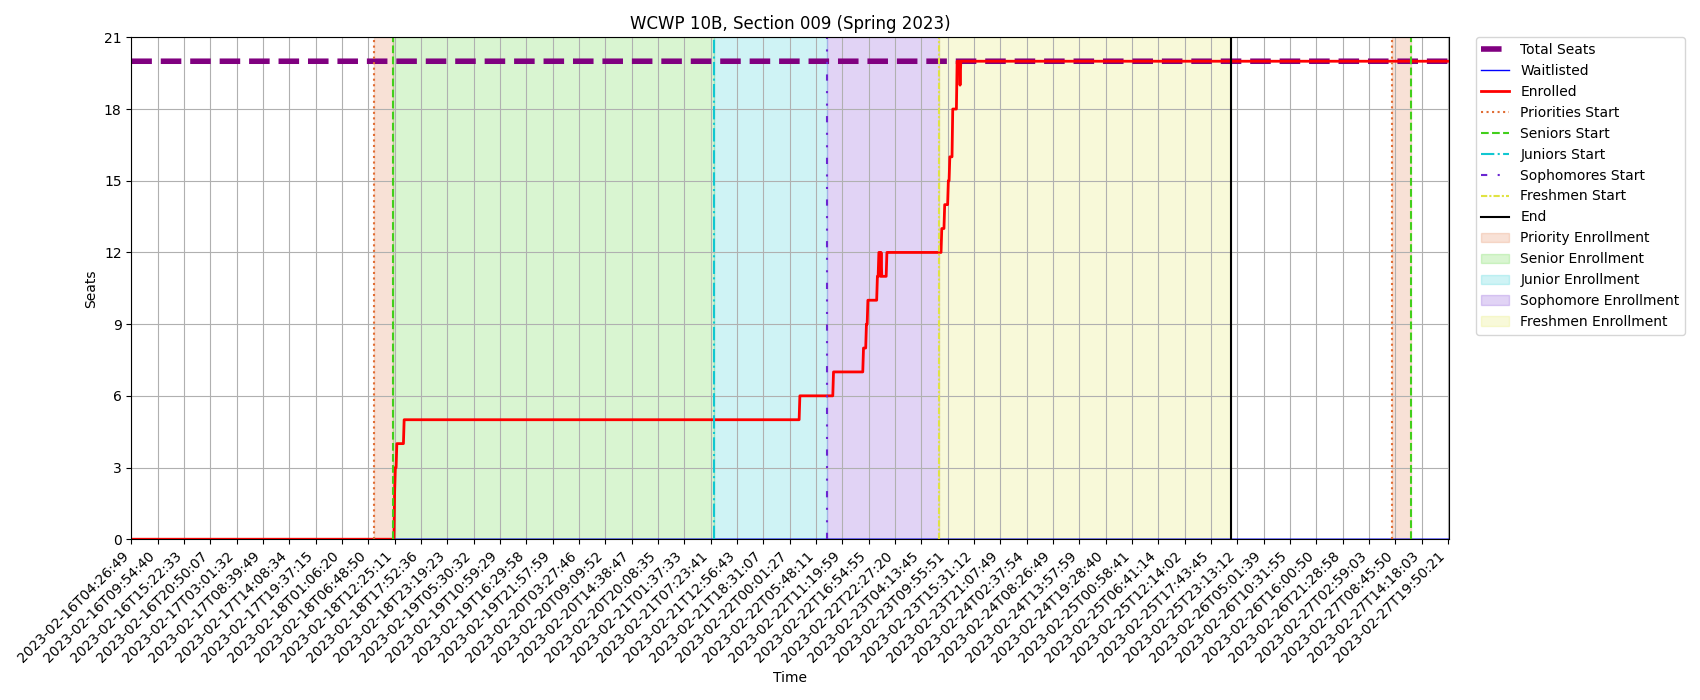 WCWP 10B, Section 009 (Spring 2023)
21
18
15
12
9
6
3
0
Seats
2023-02-16T04:26:49
2023-02-16T09:54:40
2023-02-16T15:22:33
2023-02-16T20:50:07
2023-02-17T03:01:32
2023-02-17T08:39:49
2023-02-17T14:08:34
2023-02-17T19:37:15
2023-02-18T01:06:20
2023-02-18T06:48:50
2023-02-18T12:25:11
2023-02-18T17:52:36
2023-02-18T23:19:23
2023-02-19T05:30:32
2023-02-19T10:59:29
2023-02-19T16:29:58
2023-02-19T21:57:59
2023-02-20T03:27:46
2023-02-20T09:09:52
2023-02-20T14:38:47
2023-02-20T20:08:35
2023-02-21T01:37:33
2023-02-21T07:23:41
2023-02-21T12:56:43
2023-02-21T18:31:07
2023-02-22T00:01:27
2023-02-22T05:48:11
2023-02-22T11:19:59
2023-02-22T16:54:55
2023-02-22T22:27:20
2023-02-23T04:13:45
2023-02-23T09:55:51
2023-02-23T15:31:12
2023-02-23T21:07:49
2023-02-24T02:37:54
2023-02-24T08:26:49
2023-02-24T13:57:59
2023-02-24T19:28:40
2023-02-25T00:58:41
2023-02-25T06:41:14
2023-02-25T12:14:02
2023-02-25T17:43:45
2023-02-25T23:13:12
2023-02-26T05:01:39
2023-02-26T10:31:55
2023-02-26T16:00:50
2023-02-26T21:28:58
2023-02-27T02:59:03
2023-02-27T08:45:50
2023-02-27T14:18:03
2023-02-27T19:50:21
Time
Total Seats
Waitlisted
Enrolled
Priorities Start
Seniors Start
Juniors Start
Sophomores Start
Freshmen Start
End
Priority Enrollment
Senior Enrollment
Junior Enrollment
Sophomore Enrollment
Freshmen Enrollment